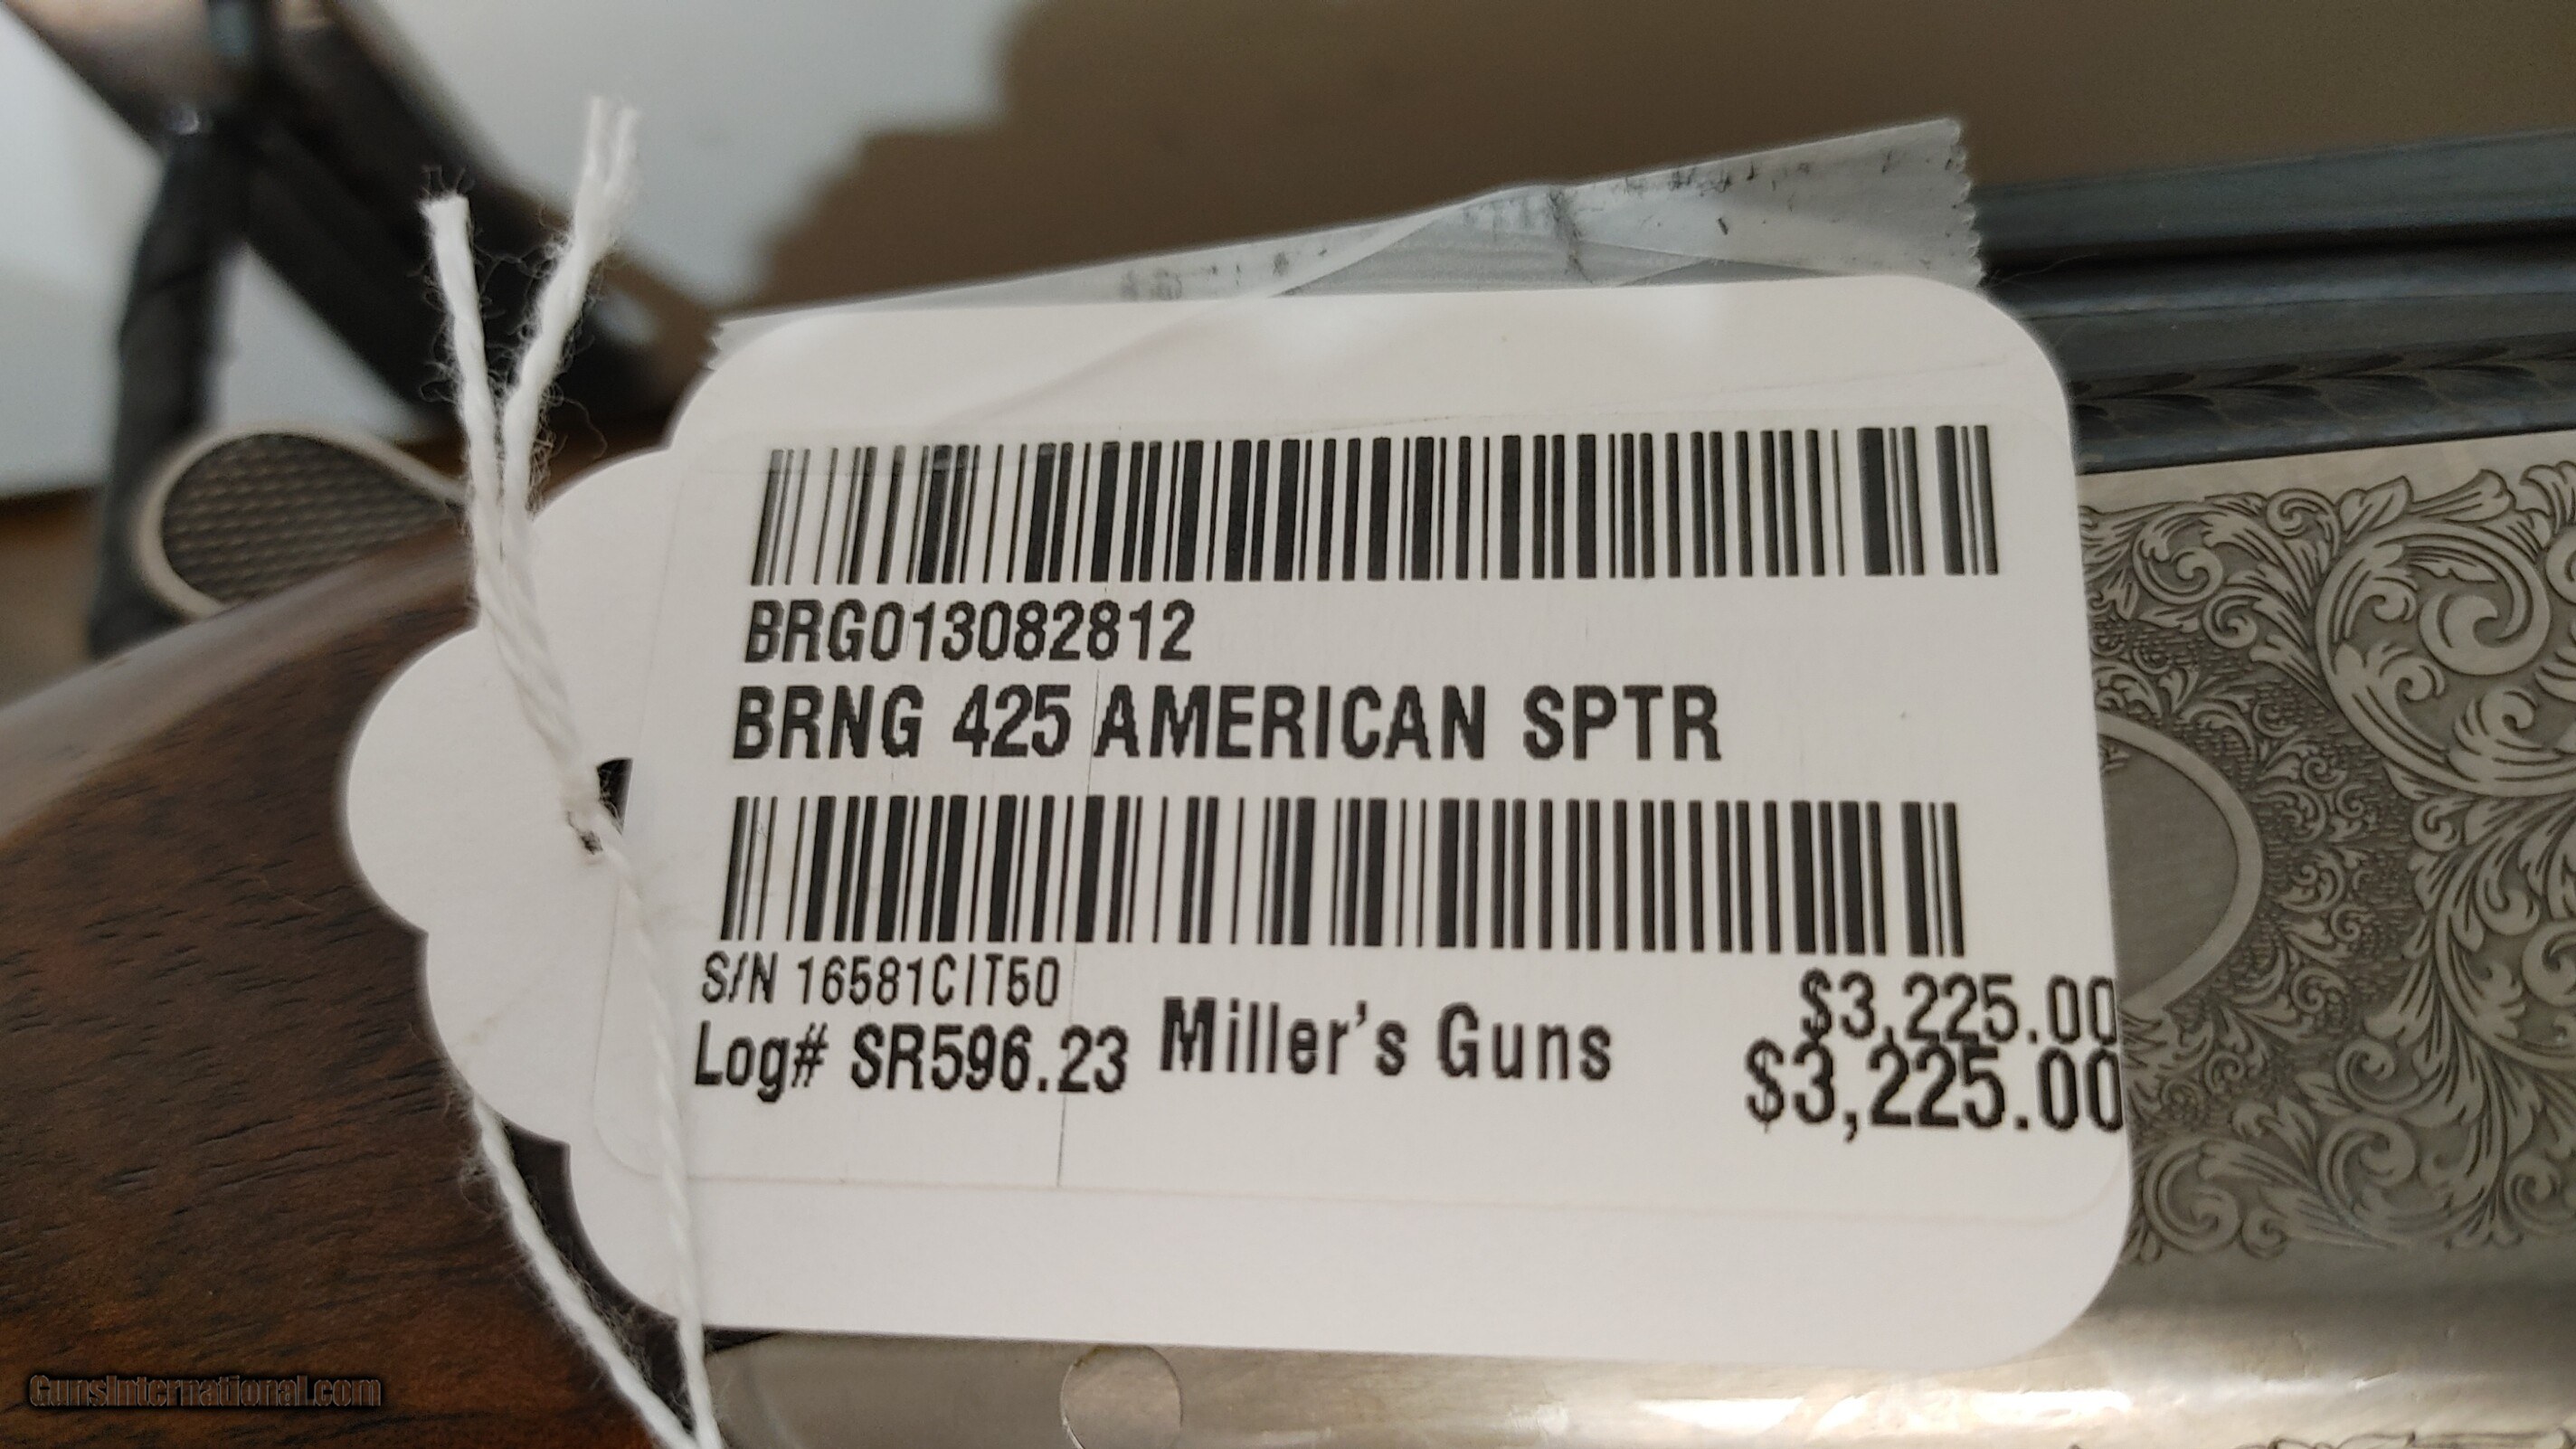 BRG013082812
BRNG 425 AMERICAN SPTR
S/N 16581CIT50
$3,225.00
Log# SR596.23 Miller's Guns $3,225.00
GunsInternational.com